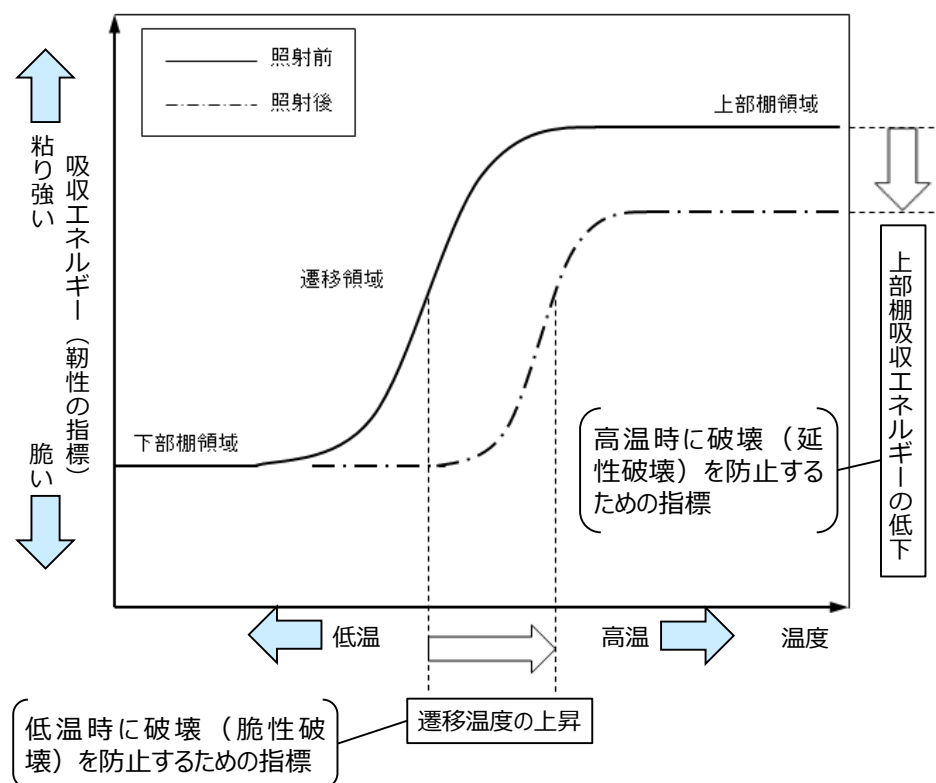 照射前
照射後
上部棚領域
粘り強い
吸収エネルギー（靭性の指標）
脆い
遷移領域
下部棚領域
上部棚吸収エネルギーの低下
高温時に破壊（延
性破壊）を防止する
ための指標
低温
高温
温度
遷移温度の上昇
低温時に破壊（脆性破
壊）を防止するための指標